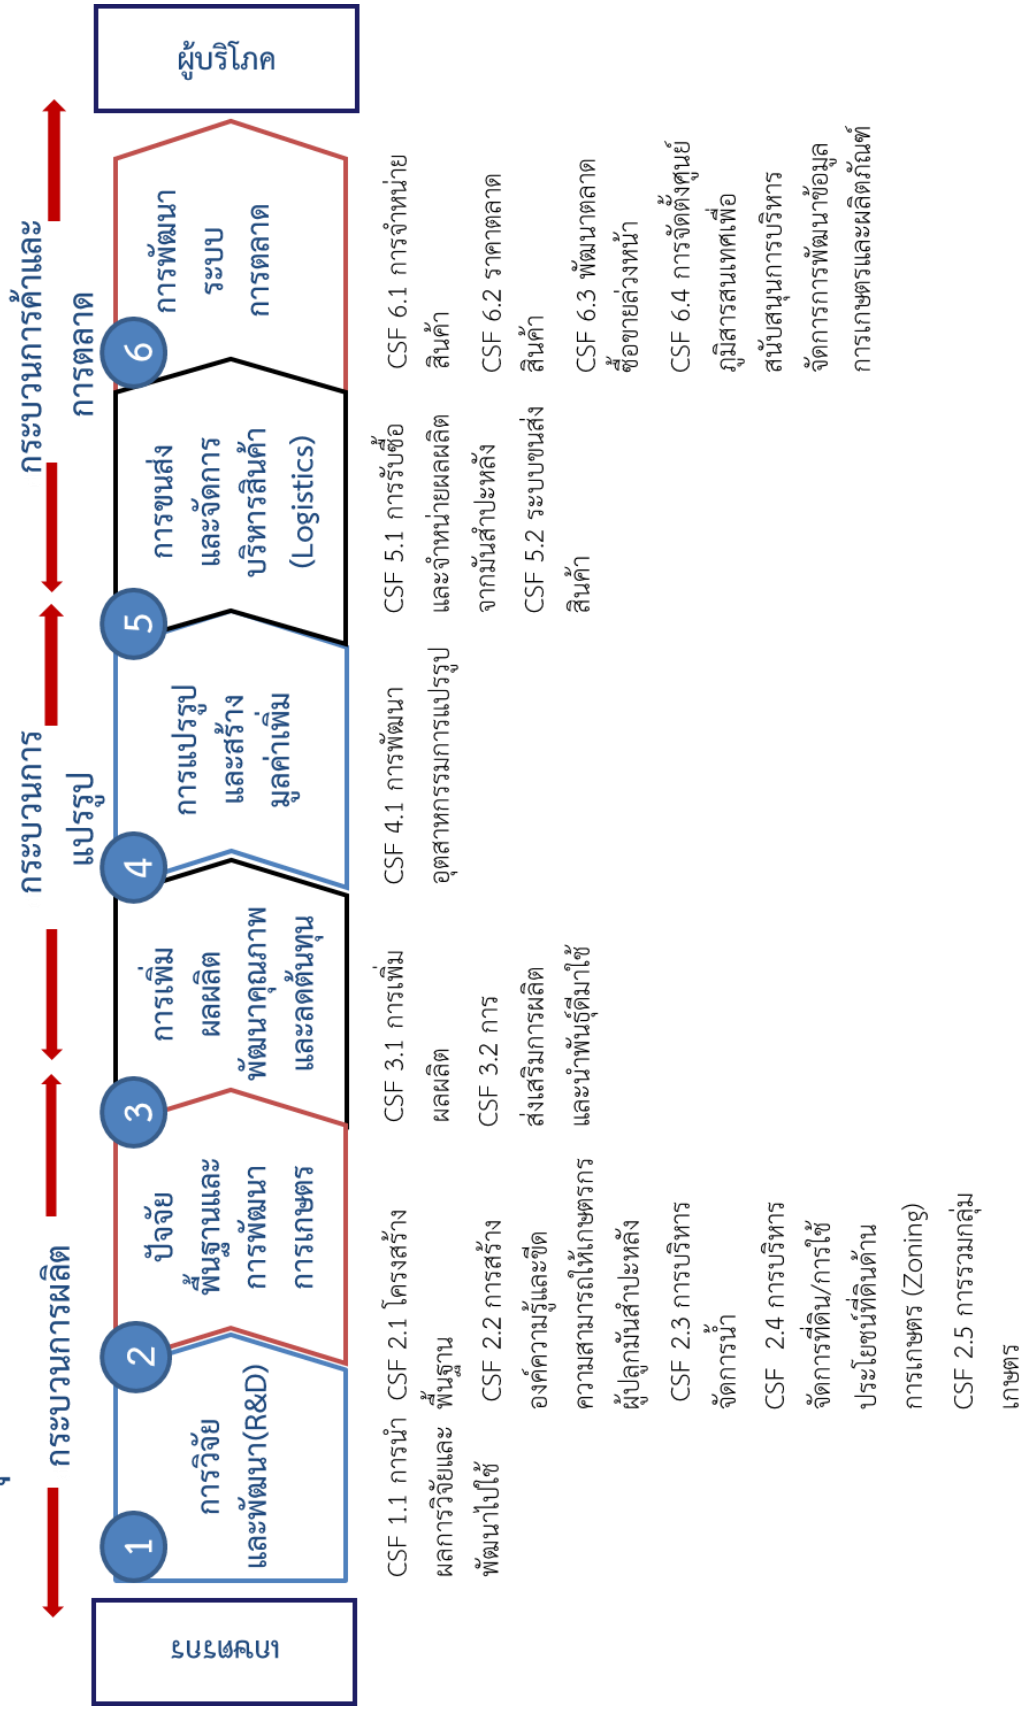 กระบวนการผลิต
กระบวนการ
แปรรูป
กระบวนการค้าและ
การตลาด
เกษตรกร
1
การวิจัย
และพัฒนา(R&D)
2
ปัจจัย
พื้นฐานและ
การพัฒนา
การเกษตร
3
การเพิ่ม
ผลผลิต
พัฒนาคุณภาพ
และลดต้นทุน
4
การแปรรูป
และสร้าง
มูลค่าเพิ่ม
5
การขนส่ง
และจัดการ
บริหารสินค้า
(Logistics)
6
การพัฒนา
ระบบ
การตลาด
ผู้บริโภค
CSF 1.1 การนำ
ผลการวิจัยและ
พัฒนาไปใช้
CSF 2.1 โครงสร้าง
พื้นฐาน
CSF 2.2 การสร้าง
องค์ความรู้และขีด
ความสามารถให้เกษตรกร
ผู้ปลูกมันสำปะหลัง
CSF 2.3 การบริหาร
จัดการน้ำ
CSF 2.4 การบริหาร
จัดการที่ดิน/การใช้
ประโยชน์ที่ดินด้าน
การเกษตร (Zoning)
CSF 2.5 การรวมกลุ่ม
เกษตร
CSF 3.1 การเพิ่ม
ผลผลิต
CSF 3.2 การ
ส่งเสริมการผลิต
และนำพันธุ์ดีมาใช้
CSF 4.1 การพัฒนา
อุตสาหกรรมการแปรรูป
CSF 5.1 การรับซื้อ
และจำหน่ายผลผลิต
จากมันสำปะหลัง
CSF 5.2 ระบบขนส่ง
สินค้า
CSF 6.1 การจำหน่าย
สินค้า
CSF 6.2 ราคาตลาด
สินค้า
CSF 6.3 พัฒนาตลาด
ซื้อขายล่วงหน้า
CSF 6.4 การจัดตั้งศูนย์
ภูมิสารสนเทศเพื่อ
สนับสนุนการบริหาร
จัดการการพัฒนาข้อมูล
การเกษตรและผลิตภัณฑ์